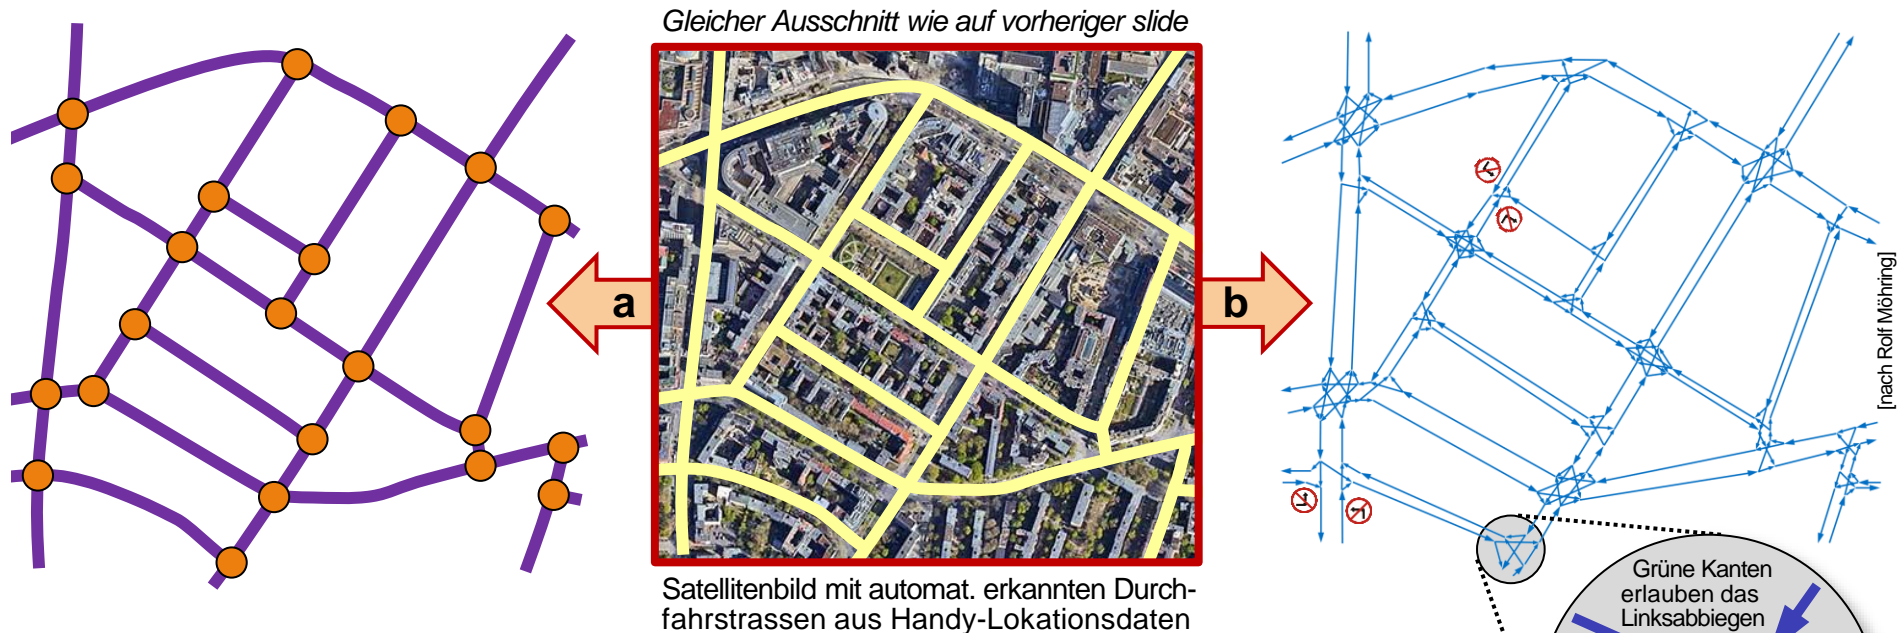 Gleicher Ausschnitt wie auf vorheriger slide
a
b
[nach Rolf Möhring]
Satellitenbild mit automat. erkannten Durch-
fahrstrassen aus Handy-Lokationsdaten
Grüne Kanten
erlauben das
Linksabbiegen